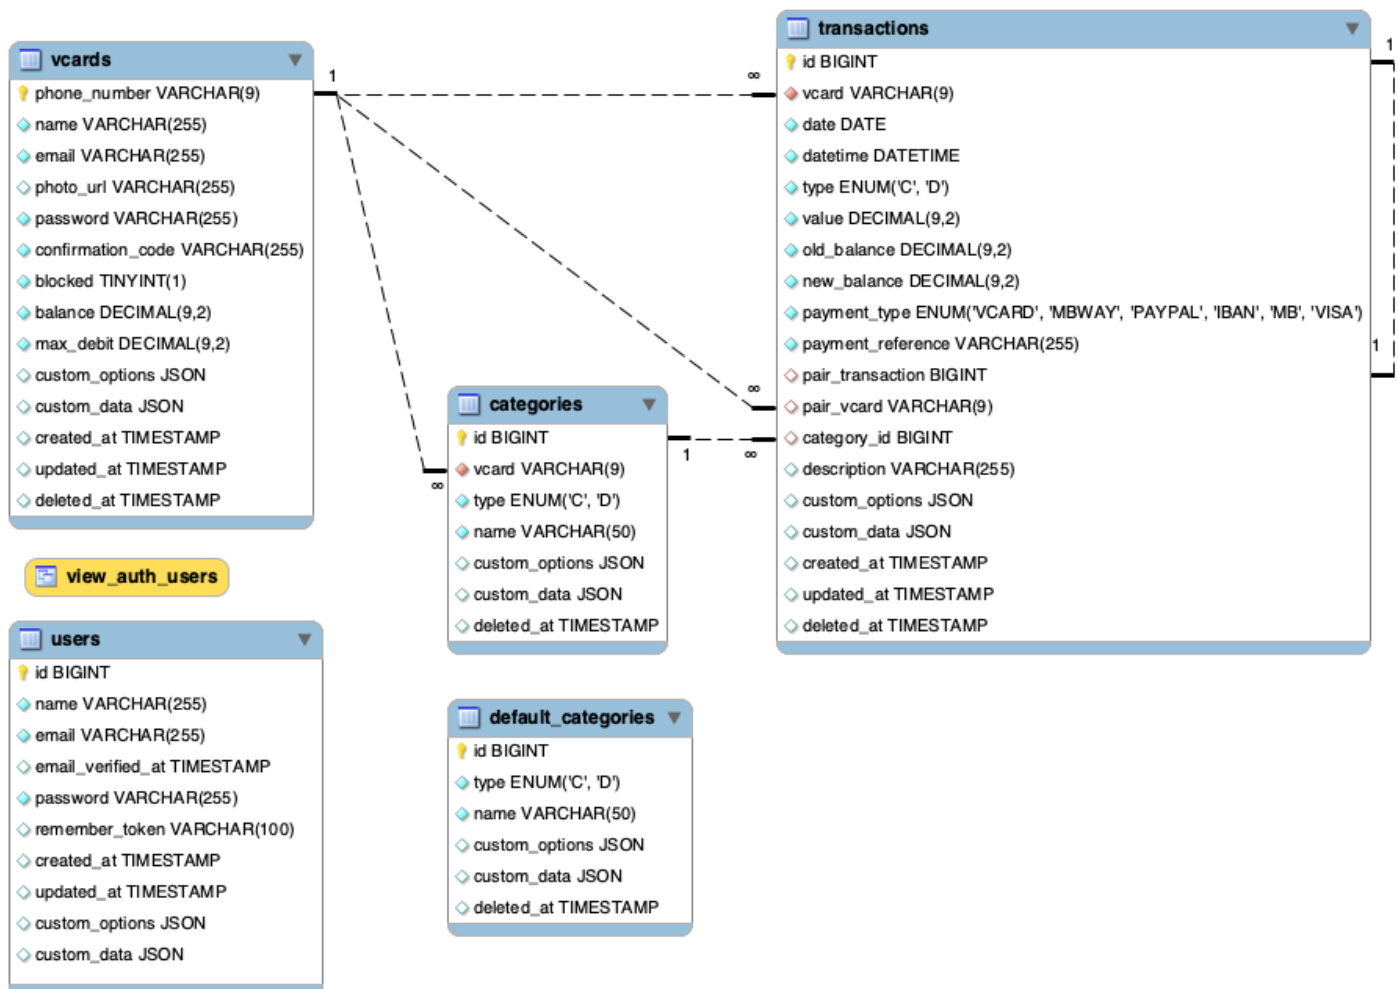 vcards
phone_number VARCHAR(9)
name VARCHAR(255)
email VARCHAR(255)
photo_url VARCHAR(255)
password VARCHAR(255)
confirmation_code VARCHAR(255)
blocked TINYINT(1)
balance DECIMAL(9,2)
max_debit DECIMAL(9,2)
custom_options JSON
custom_data JSON
created_at TIMESTAMP
updated_at TIMESTAMP
deleted_at TIMESTAMP
1
∞
∞
∞
transactions
id BIGINT
vcard VARCHAR(9)
date DATE
datetime DATETIME
type ENUM('C', 'D')
value DECIMAL(9,2)
old_balance DECIMAL(9,2)
new_balance DECIMAL(9,2)
payment_type ENUM('VCARD', 'MBWAY', 'PAYPAL', 'IBAN', 'MB', 'VISA')
payment_reference VARCHAR(255)
pair_transaction BIGINT
pair_vcard VARCHAR(9)
category_id BIGINT
description VARCHAR(255)
custom_options JSON
custom_data JSON
created_at TIMESTAMP
updated_at TIMESTAMP
deleted_at TIMESTAMP
1
1
categories
id BIGINT
vcard VARCHAR(9)
type ENUM('C', 'D')
name VARCHAR(50)
custom_options JSON
custom_data JSON
deleted_at TIMESTAMP
1
∞
view_auth_users
users
id BIGINT
name VARCHAR(255)
email VARCHAR(255)
email_verified_at TIMESTAMP
password VARCHAR(255)
remember_token VARCHAR(100)
created_at TIMESTAMP
updated_at TIMESTAMP
custom_options JSON
custom_data JSON
default_categories
id BIGINT
type ENUM('C', 'D')
name VARCHAR(50)
custom_options JSON
custom_data JSON
deleted_at TIMESTAMP